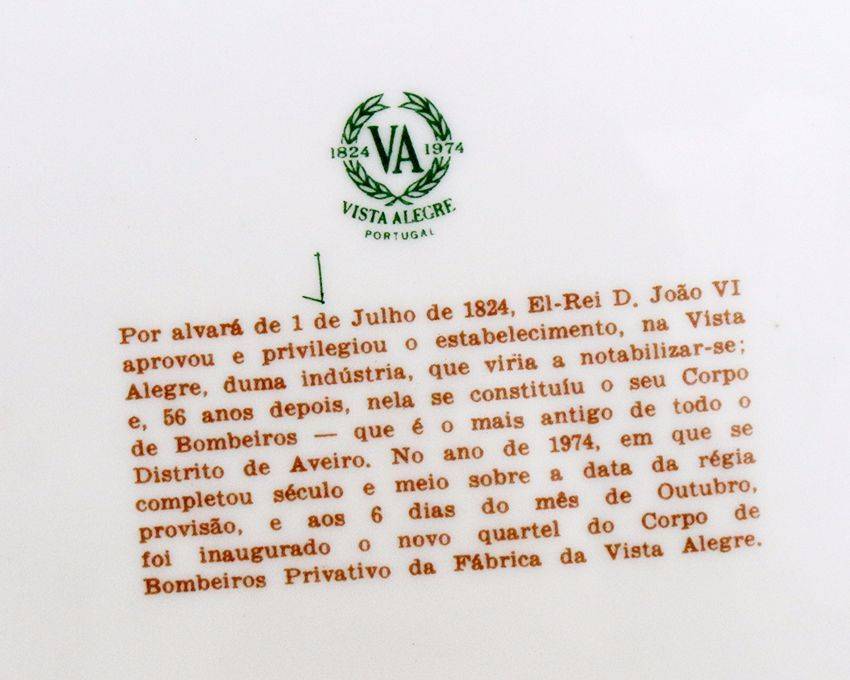 VA
1824 1974
VISTA ALEGRE
PORTUGAL
Por alvará de 1 de Julho de 1824, El-Rei D. João VI
aprovou e privilegiou o estabelecimento, na Vista
Alegre, duma indústria, que viria a notabilizar-se;
e, 56 anos depois, nela se constituíu o seu Corpo
de Bombeiros — que é o mais antigo de todo o
Distrito de Aveiro. No ano de 1974, em que se
completou século e meio sobre a data da régia
provisão, e aos 6 dias do mês de Outubro,
foi inaugurado o novo quartel do Corpo de
Bombeiros Privativo da Fábrica da Vista Alegre.